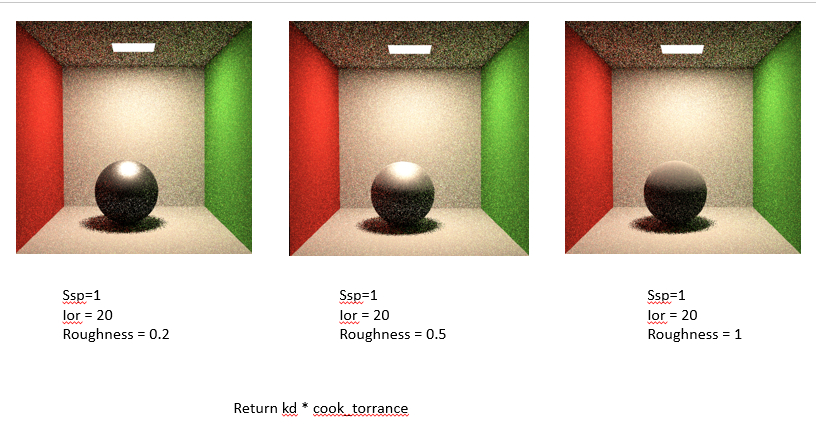 Ssp=1
Ior = 20
Roughness = 0.2
Ssp=1
Ior = 20
Roughness = 0.5
Ssp=1
Ior = 20
Roughness = 1
Return kd * cook_torrance